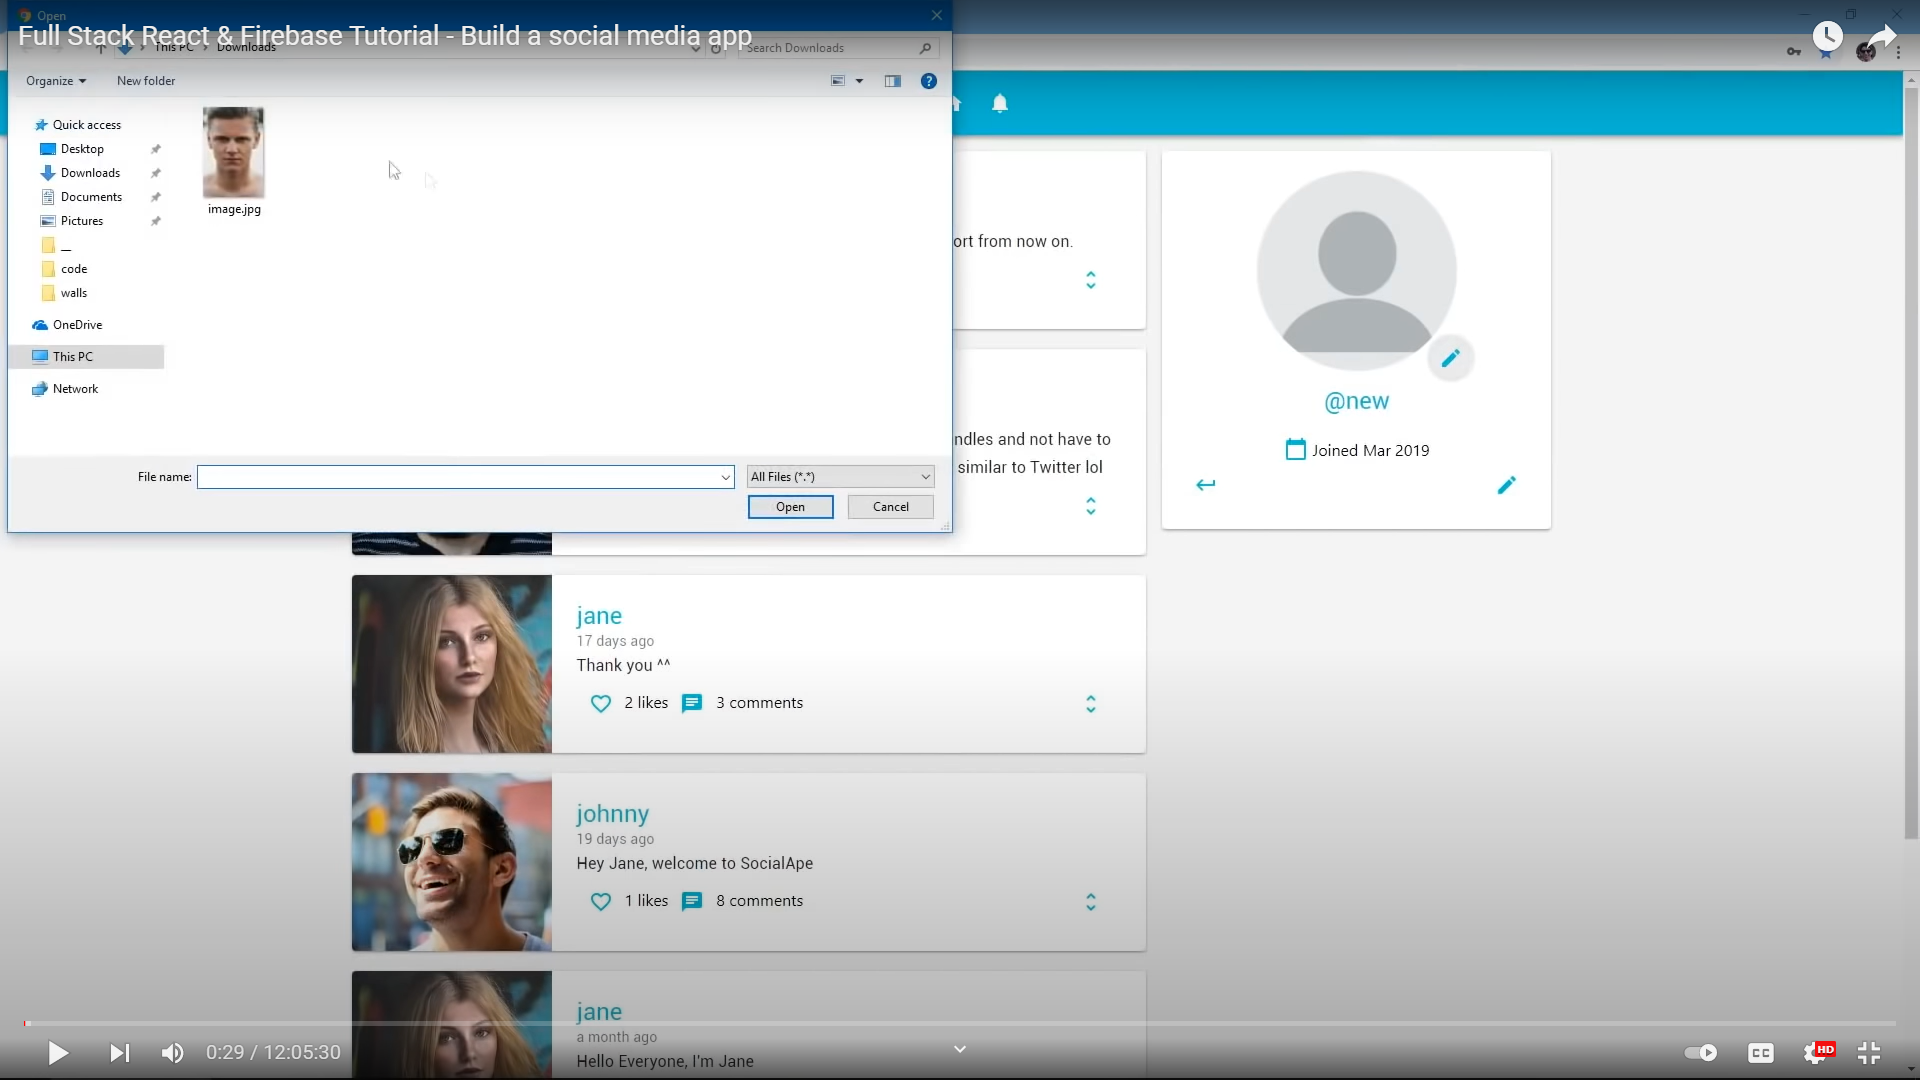 Open
Full Stack React & Firebase Tutorial - Build a social media app
This PC
Downloads
Search Downloads
Organize
New folder
Quick access
Desktop
Downloads
Documents
Pictures
__
code
walls
OneDrive
This PC
Network
image.jpg
File name:
All Files (*.*)
Open
Cancel
ort from now on.
ndles and not have to
similar to Twitter lol
@new
Joined Mar 2019
jane
17 days ago
Thank you ^^
2 likes
3 comments
johnny
19 days ago
Hey Jane, welcome to SocialApe
1 likes
8 comments
jane
a month ago
Hello Everyone, I'm Jane
0:29 / 12:05:30
CC
HD